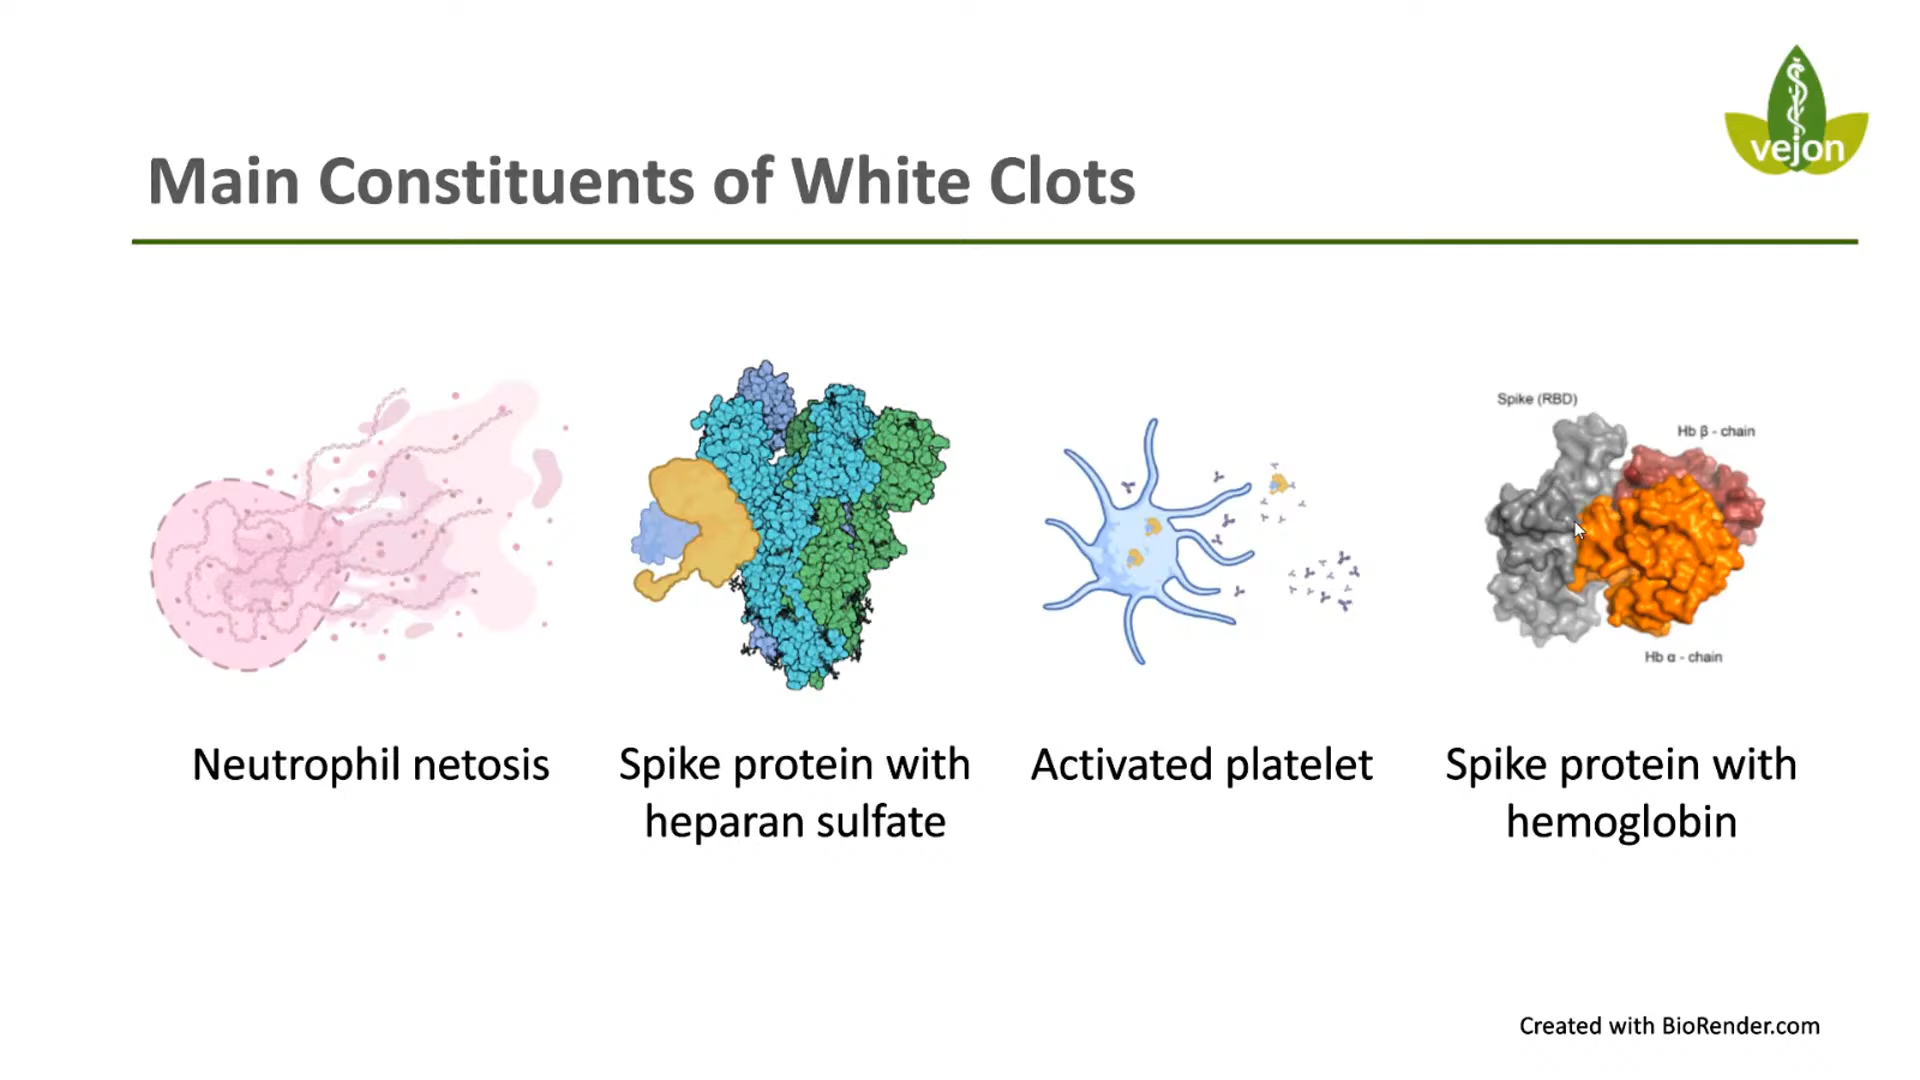 vejon
Main Constituents of White Clots
Spike (RBD)
Hb β - chain
Hb α - chain
Neutrophil netosis
Spike protein with
heparan sulfate
Activated platelet
Spike protein with
hemoglobin
Created with BioRender.com